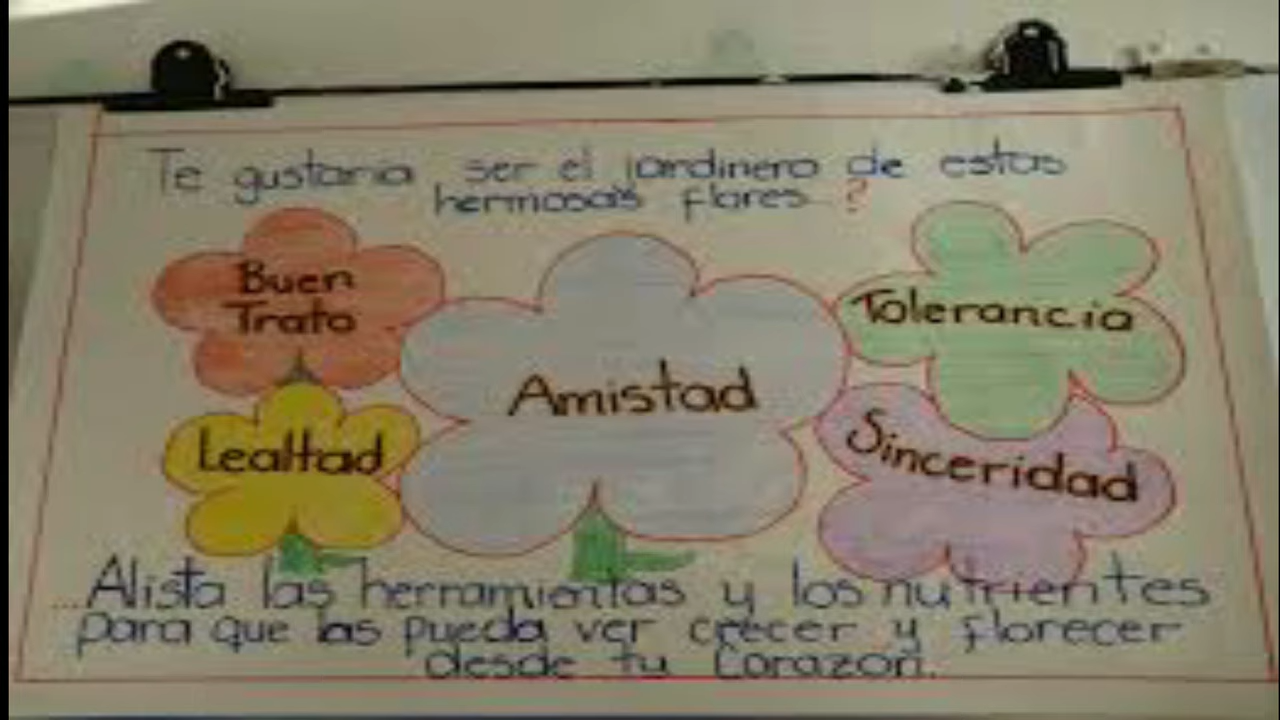 Te gustaria ser el jardinero de estas
hermosas flores ?
Buen
Trato
Tolerancia
Amistad
Lealtad
Sinceridad
...Alista las herramientas y los nutrientes
para que las pueda ver crecer y florecer
desde tu Corazon..